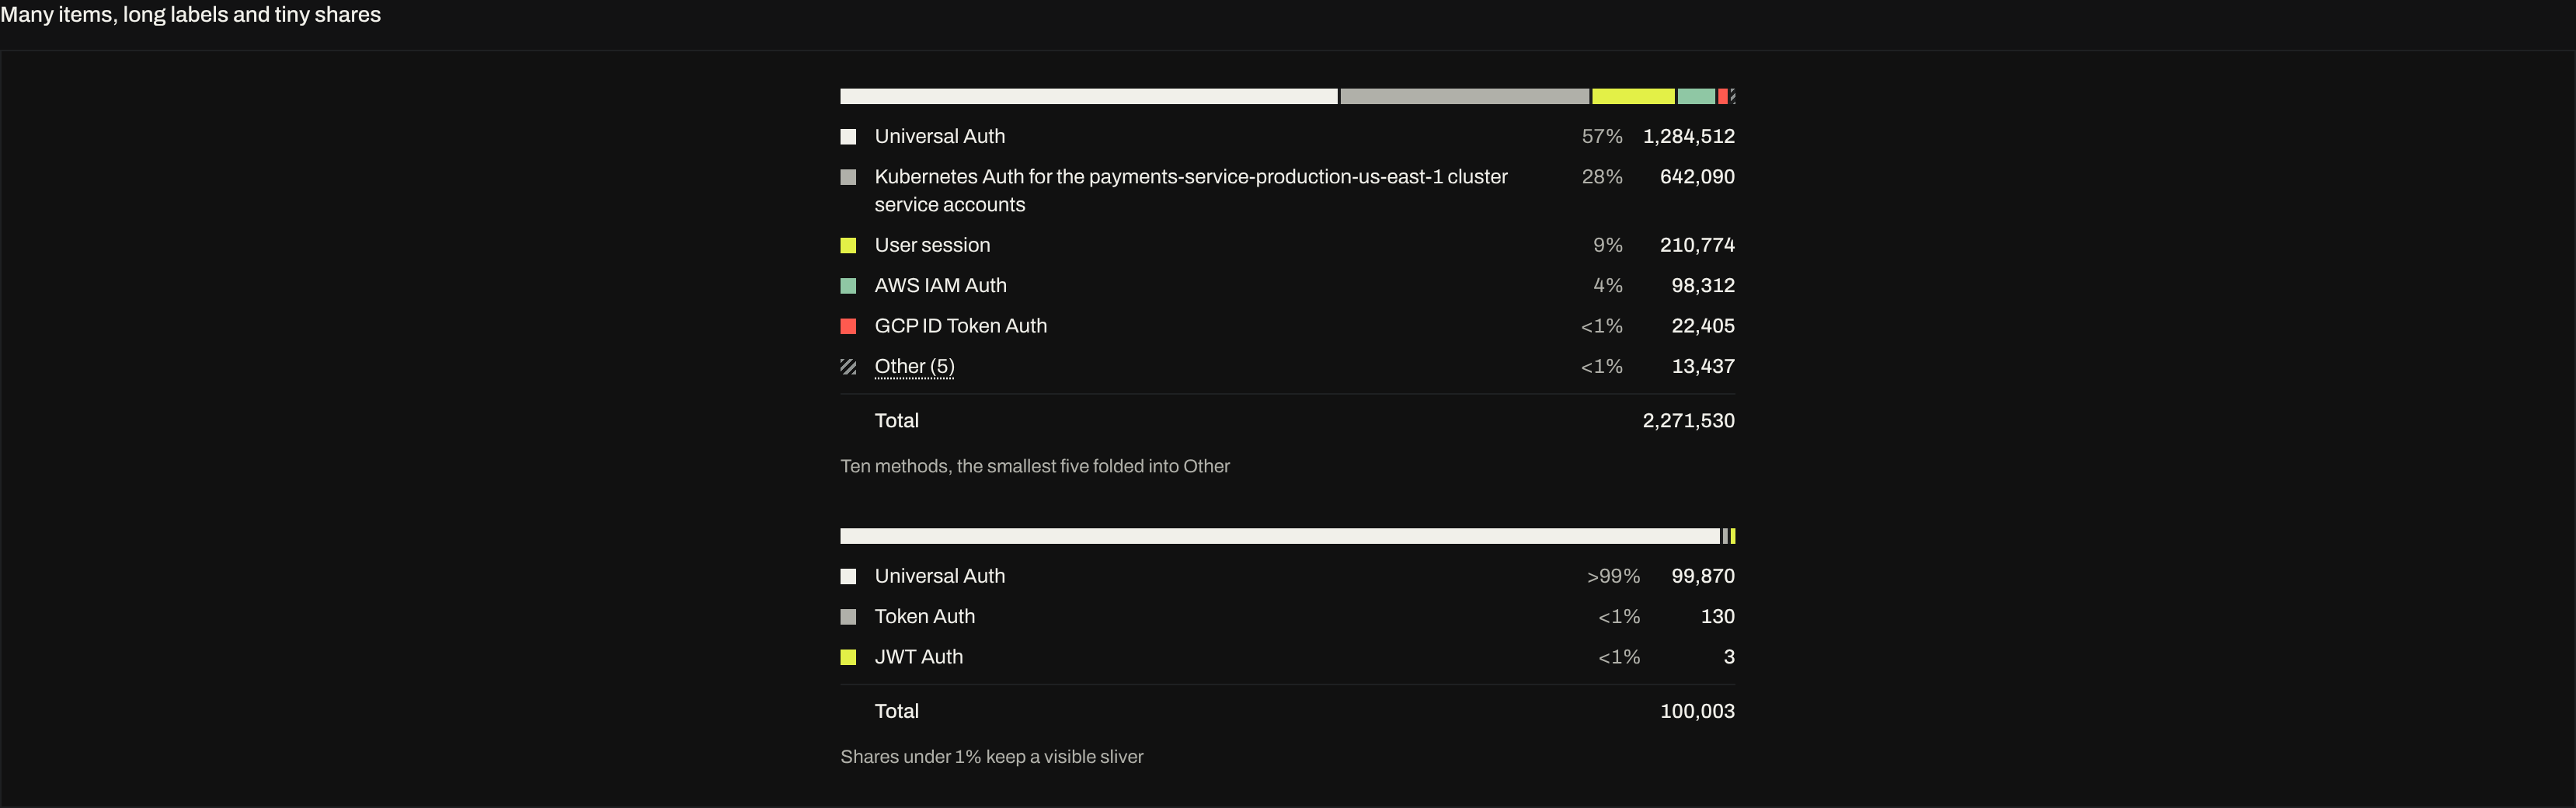 Many items, long labels and tiny shares
Universal Auth 57% 1,284,512
Kubernetes Auth for the payments-service-production-us-east-1 cluster 28% 642,090
service accounts
User session 9% 210,774
AWS IAM Auth 4% 98,312
GCP ID Token Auth <1% 22,405
Other (5) <1% 13,437
Total 2,271,530
Ten methods, the smallest five folded into Other
Universal Auth >99% 99,870
Token Auth <1% 130
JWT Auth <1% 3
Total 100,003
Shares under 1% keep a visible sliver